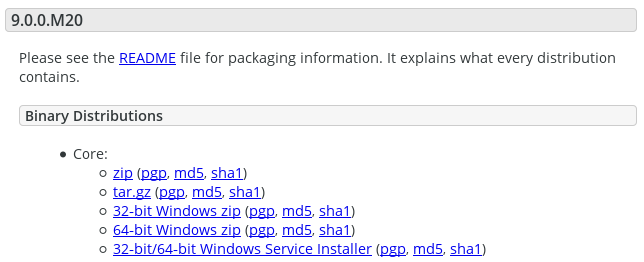 9.0.0.M20
Please see the README file for packaging information. It explains what every distribution
contains.
Binary Distributions
● Core:
○ zip (pgp, md5, sha1)
○ tar.gz (pgp, md5, sha1)
○ 32-bit Windows zip (pgp, md5, sha1)
○ 64-bit Windows zip (pgp, md5, sha1)
○ 32-bit/64-bit Windows Service Installer (pgp, md5, sha1)